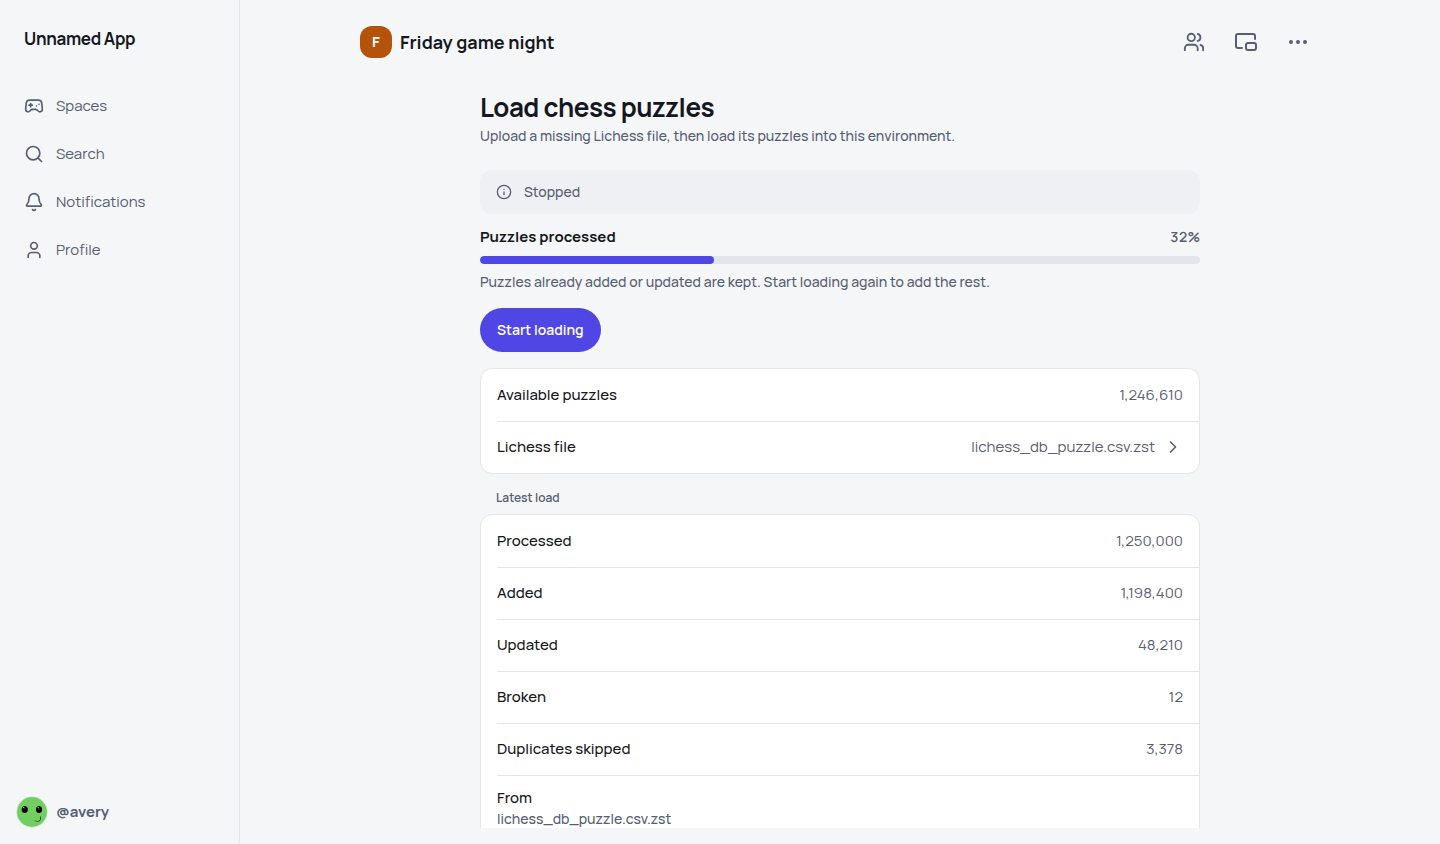 Unnamed App
Spaces
Search
Notifications
Profile
@avery
F
Friday game night
Load chess puzzles
Upload a missing Lichess file, then load its puzzles into this environment.
Stopped
Puzzles processed
32%
Puzzles already added or updated are kept. Start loading again to add the rest.
Start loading
Available puzzles
1,246,610
Lichess file
lichess_db_puzzle.csv.zst
Latest load
Processed
1,250,000
Added
1,198,400
Updated
48,210
Broken
12
Duplicates skipped
3,378
From
lichess_db_puzzle.csv.zst